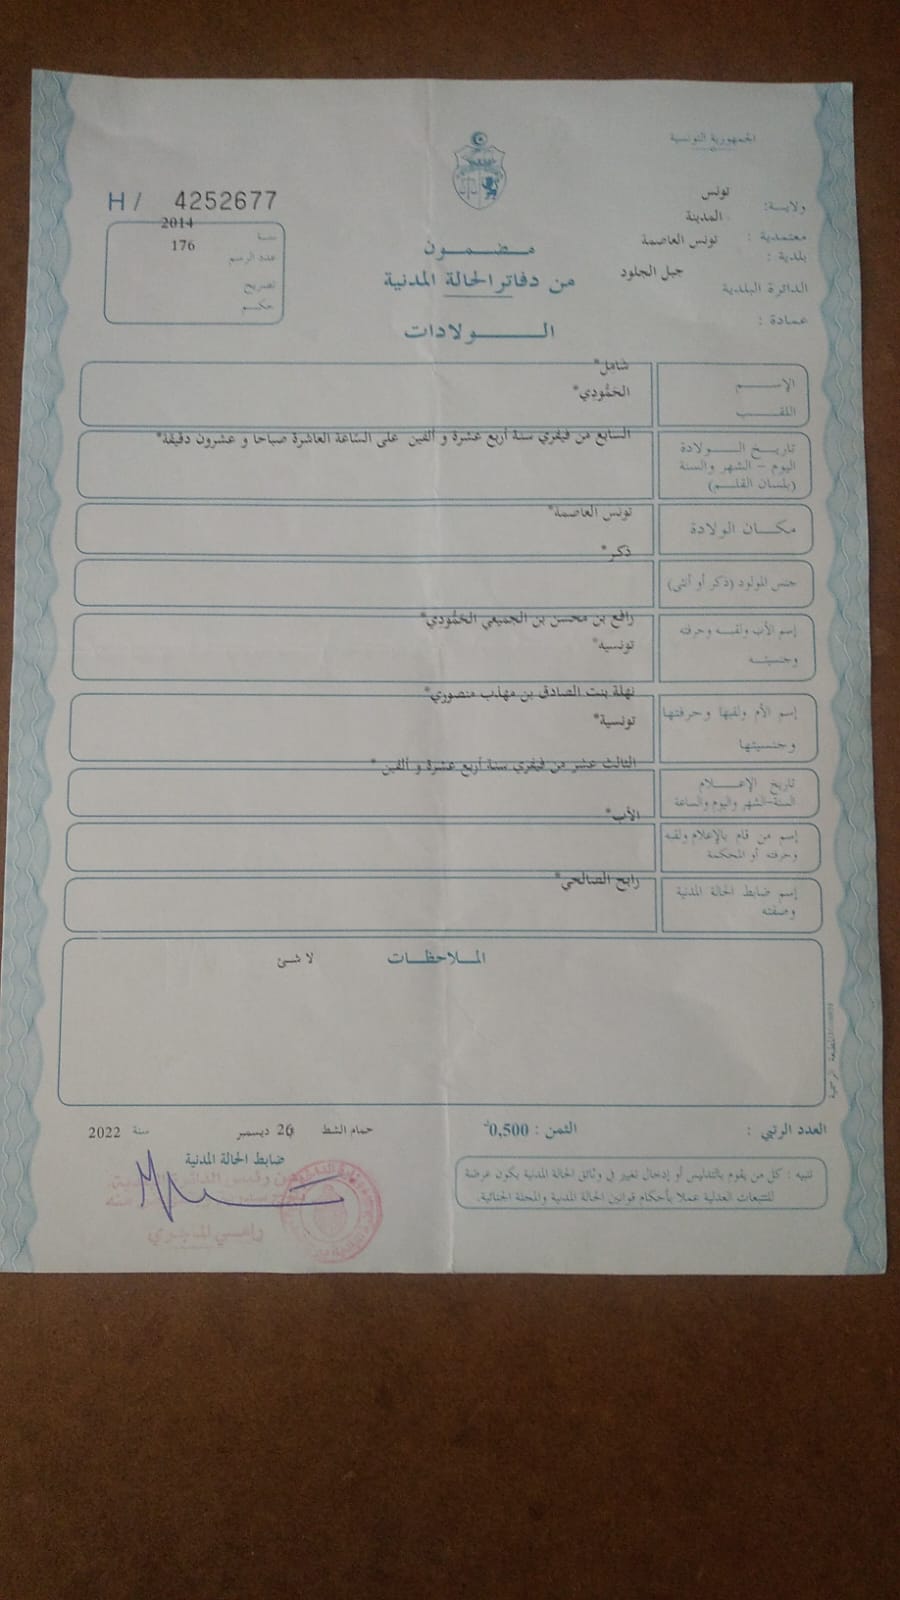 الجمهورية التونسية
ولاية: تونس
معتمدية : المدينة
بلدية : تونس العاصمة
الدائرة البلدية جبل الجلود
عمادة :
H / 4252677
سنة 2014
عدد الرسم 176
تصريح
حكم
مضمون
من دفاتر الحالة المدنية
الولادات
الإسم شامل*
اللقب الحَمُّودِي*
تاريخ الولادة السابع من فيفري سنة أربع عشرة و ألفين على الساعة العاشرة صباحا و عشرون دقيقة*
اليوم – الشهر والسنة
(بلسان القلم)
مكان الولادة تونس العاصمة*
جنس المولود (ذكر أو أنثى) ذكر*
إسم الأب ولقبه وحرفته رافع بن محسن بن الجميعي الحَمُّودِي*
وجنسيته تونسية*
إسم الأم ولقبها وحرفتها نهلة بنت الصادق بن مهذب منصوري*
وجنسيتها تونسية*
تاريخ الإعلام الثالث عشر من فيفري سنة أربع عشرة و ألفين *
السنة-الشهر واليوم والساعة
إسم من قام بالإعلام ولقبه الأب*
وحرفته أو المحكمة
إسم ضابط الحالة المدنية رابح الصالحي*
وصفته
الملاحظات لا شئ
العدد الرتبي : الثمن : 0,500
حمام الشط 26 ديسمبر سنة 2022
ضابط الحالة المدنية
تنبيه : كل من يقوم بالتدليس أو إدخال تغيير في وثائق الحالة المدنية يكون عرضة
للتتبعات العدلية عملا بأحكام قوانين الحالة المدنية والمجلة الجنائية.